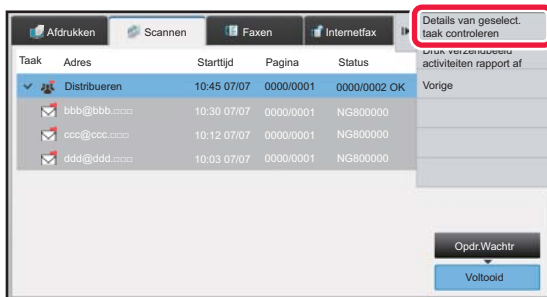 Afdrukken Scannen Faxen Internetfax
Details van geselect.
taak controleren
Druk verzendbeeld
activiteiten rapport af
Vorige
Taak Adres Starttijd Pagina Status
Distribueren 10:45 07/07 0000/0001 0000/0002 OK
bbb@bbb.□□□ 10:30 07/07 0000/0001 NG800000
ccc@ccc.□□□ 10:12 07/07 0000/0001 NG800000
ddd@ddd.□□□ 10:03 07/07 0000/0001 NG800000
Opdr.Wachtr
Voltooid